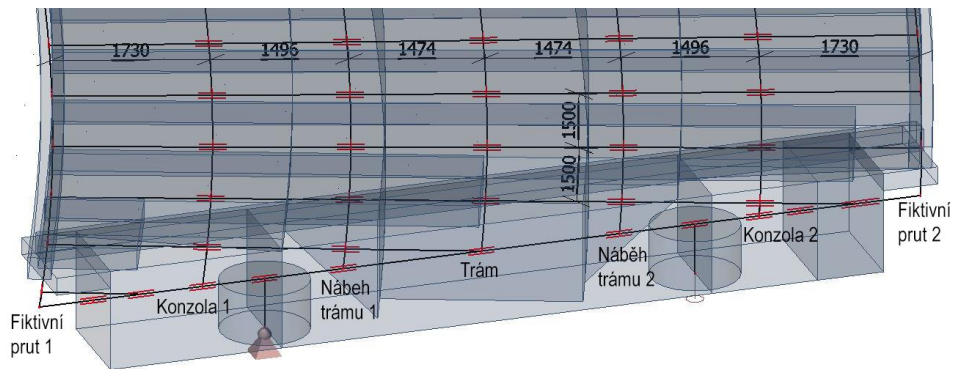 1730 1496 1474 1474 1496 1730
1500
1500
Fiktivní
prut 2
Konzola 2
Náběh
trámu 2
Trám
Nábeh
trámu 1
Konzola 1
Fiktivní
prut 1